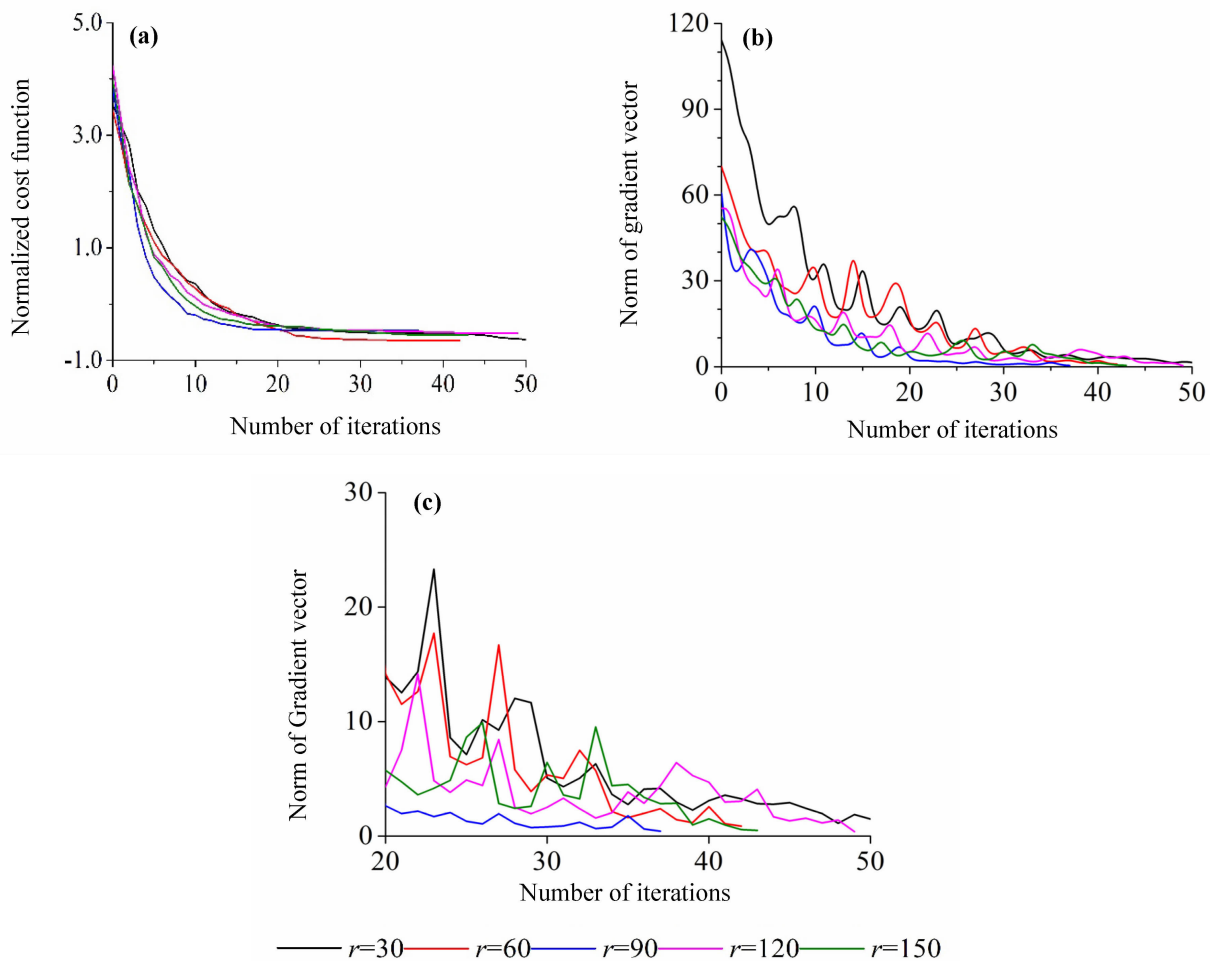 (a)
Normalized cost function
5.0
3.0
1.0
-1.0
0 10 20 30 40 50
Number of iterations
(b)
Norm of gradient vector
120
90
60
30
0
0 10 20 30 40 50
Number of iterations
(c)
Norm of Gradient vector
30
20
10
0
20 30 40 50
Number of iterations
r=30 r=60 r=90 r=120 r=150